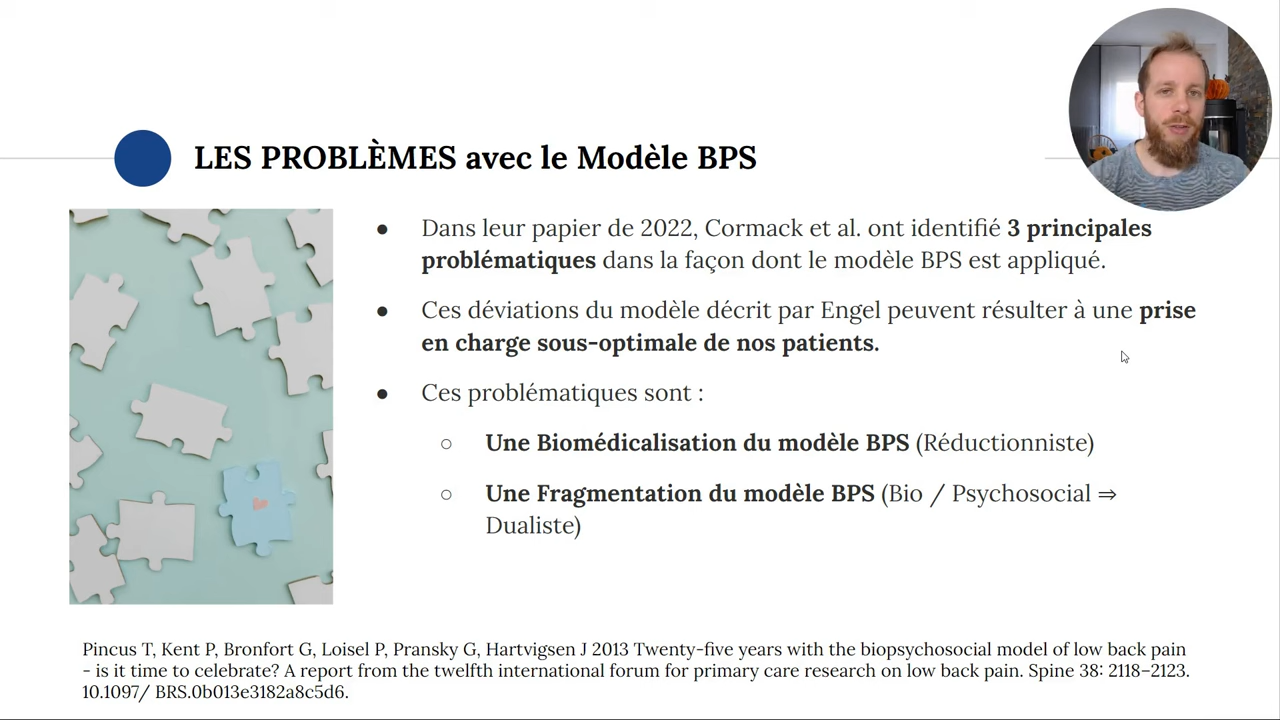 LES PROBLÈMES avec le Modèle BPS
● Dans leur papier de 2022, Cormack et al. ont identifié 3 principales
problématiques dans la façon dont le modèle BPS est appliqué.
● Ces déviations du modèle décrit par Engel peuvent résulter à une prise
en charge sous-optimale de nos patients.
● Ces problématiques sont :
○ Une Biomédicalisation du modèle BPS (Réductionniste)
○ Une Fragmentation du modèle BPS (Bio / Psychosocial ⇒
Dualiste)
Pincus T, Kent P, Bronfort G, Loisel P, Pransky G, Hartvigsen J 2013 Twenty-five years with the biopsychosocial model of low back pain
- is it time to celebrate? A report from the twelfth international forum for primary care research on low back pain. Spine 38: 2118–2123.
10.1097/ BRS.0b013e3182a8c5d6.